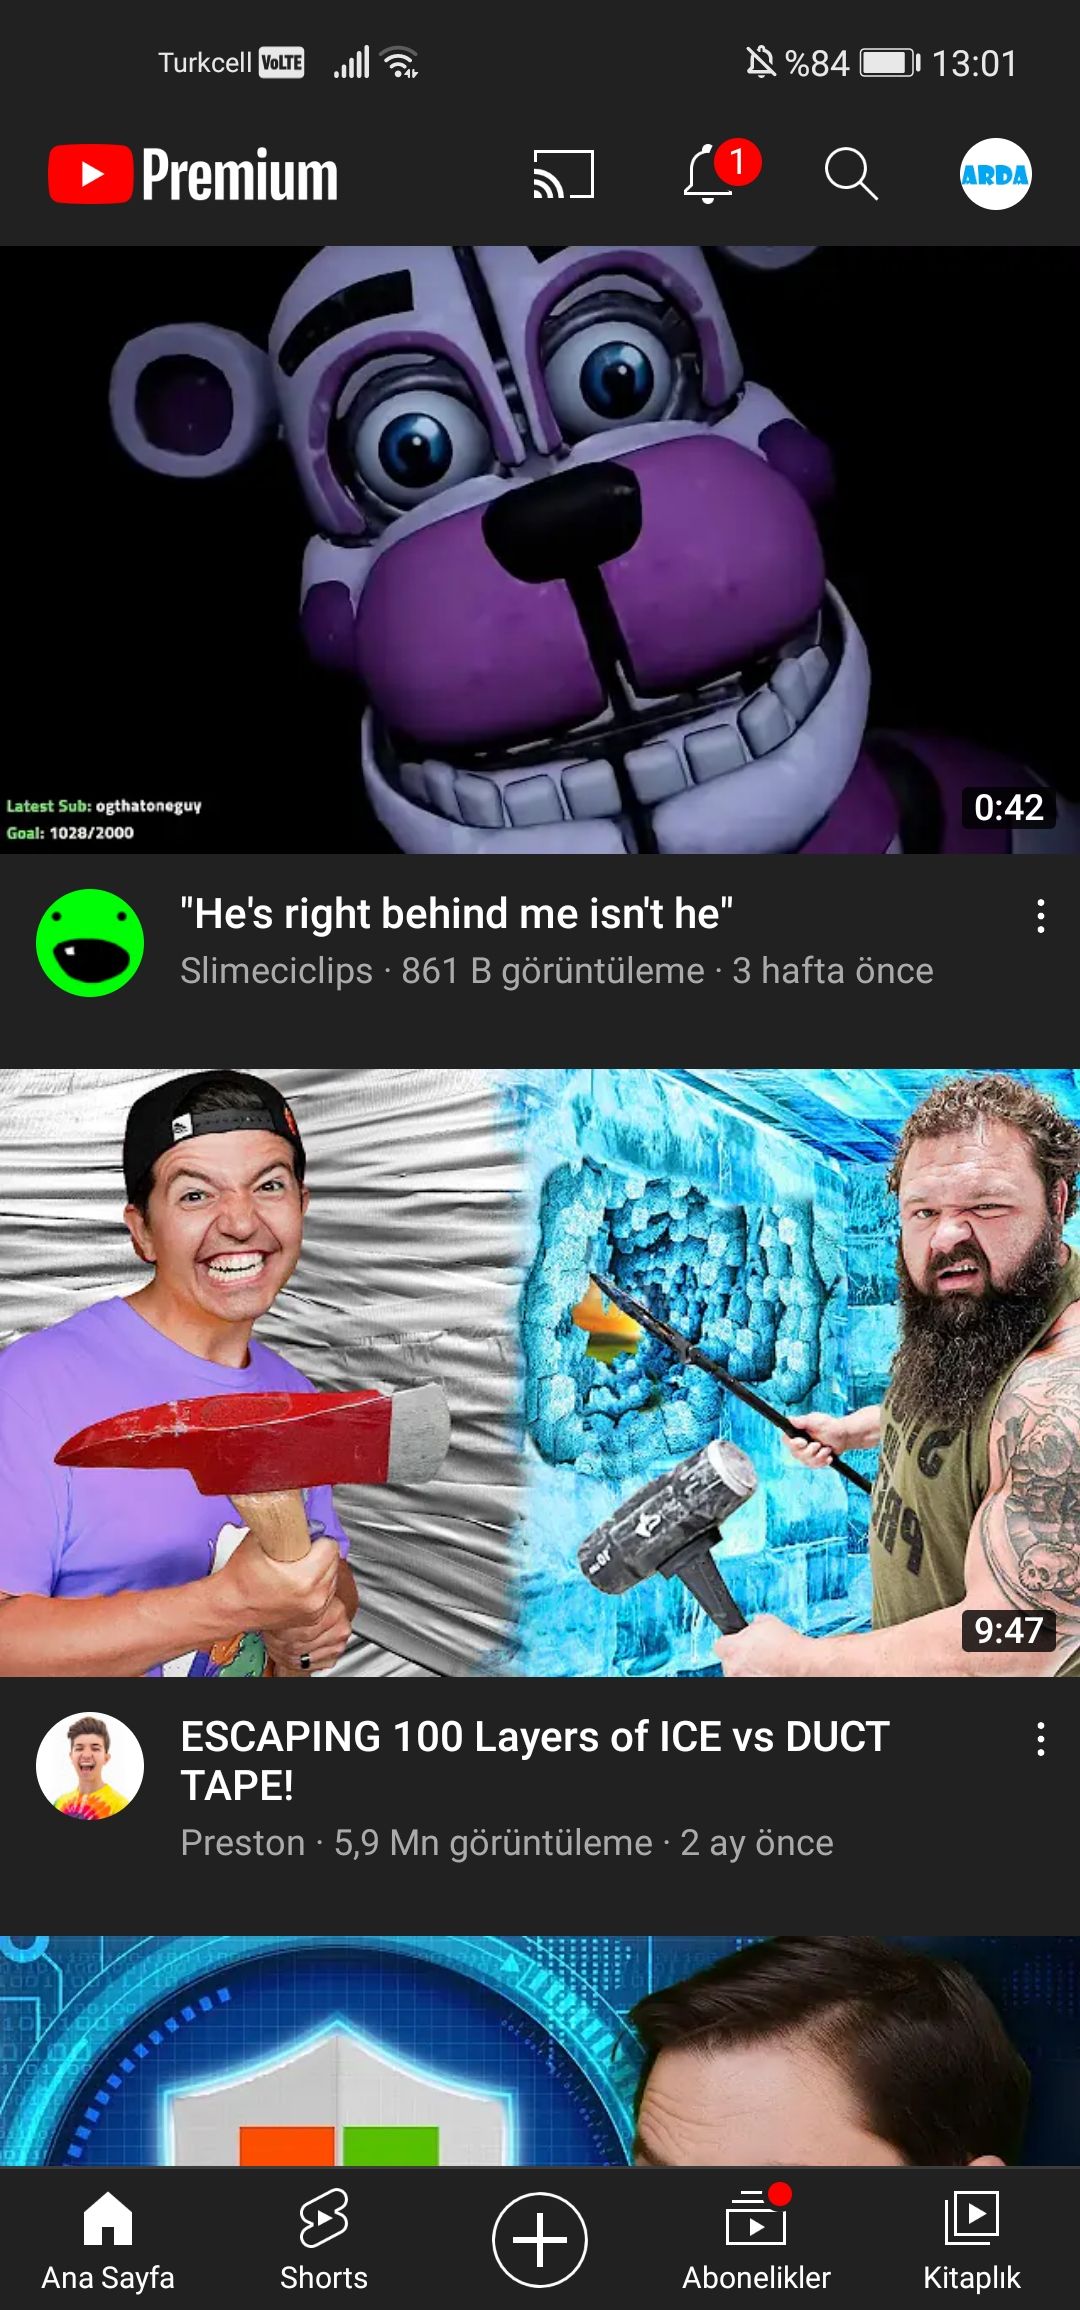 Turkcell VoLTE %84 13:01
Premium 1 ARDA
Latest Sub: ogthatoneguy
Goal: 1028/2000
0:42
"He's right behind me isn't he"
Slimeciclips · 861 B görüntüleme · 3 hafta önce
9:47
ESCAPING 100 Layers of ICE vs DUCT
TAPE!
Preston · 5,9 Mn görüntüleme · 2 ay önce
Ana Sayfa Shorts Abonelikler Kitaplık